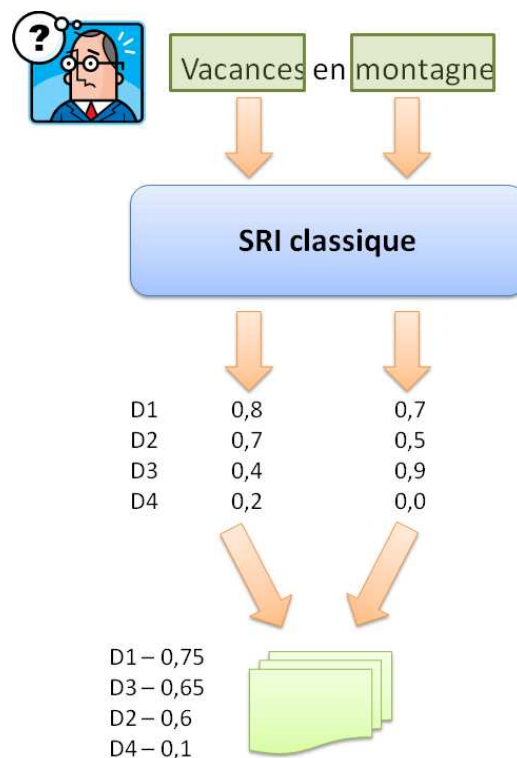 ?
Vacances en montagne
SRI classique
D1 0,8 0,7
D2 0,7 0,5
D3 0,4 0,9
D4 0,2 0,0
D1 – 0,75
D3 – 0,65
D2 – 0,6
D4 – 0,1